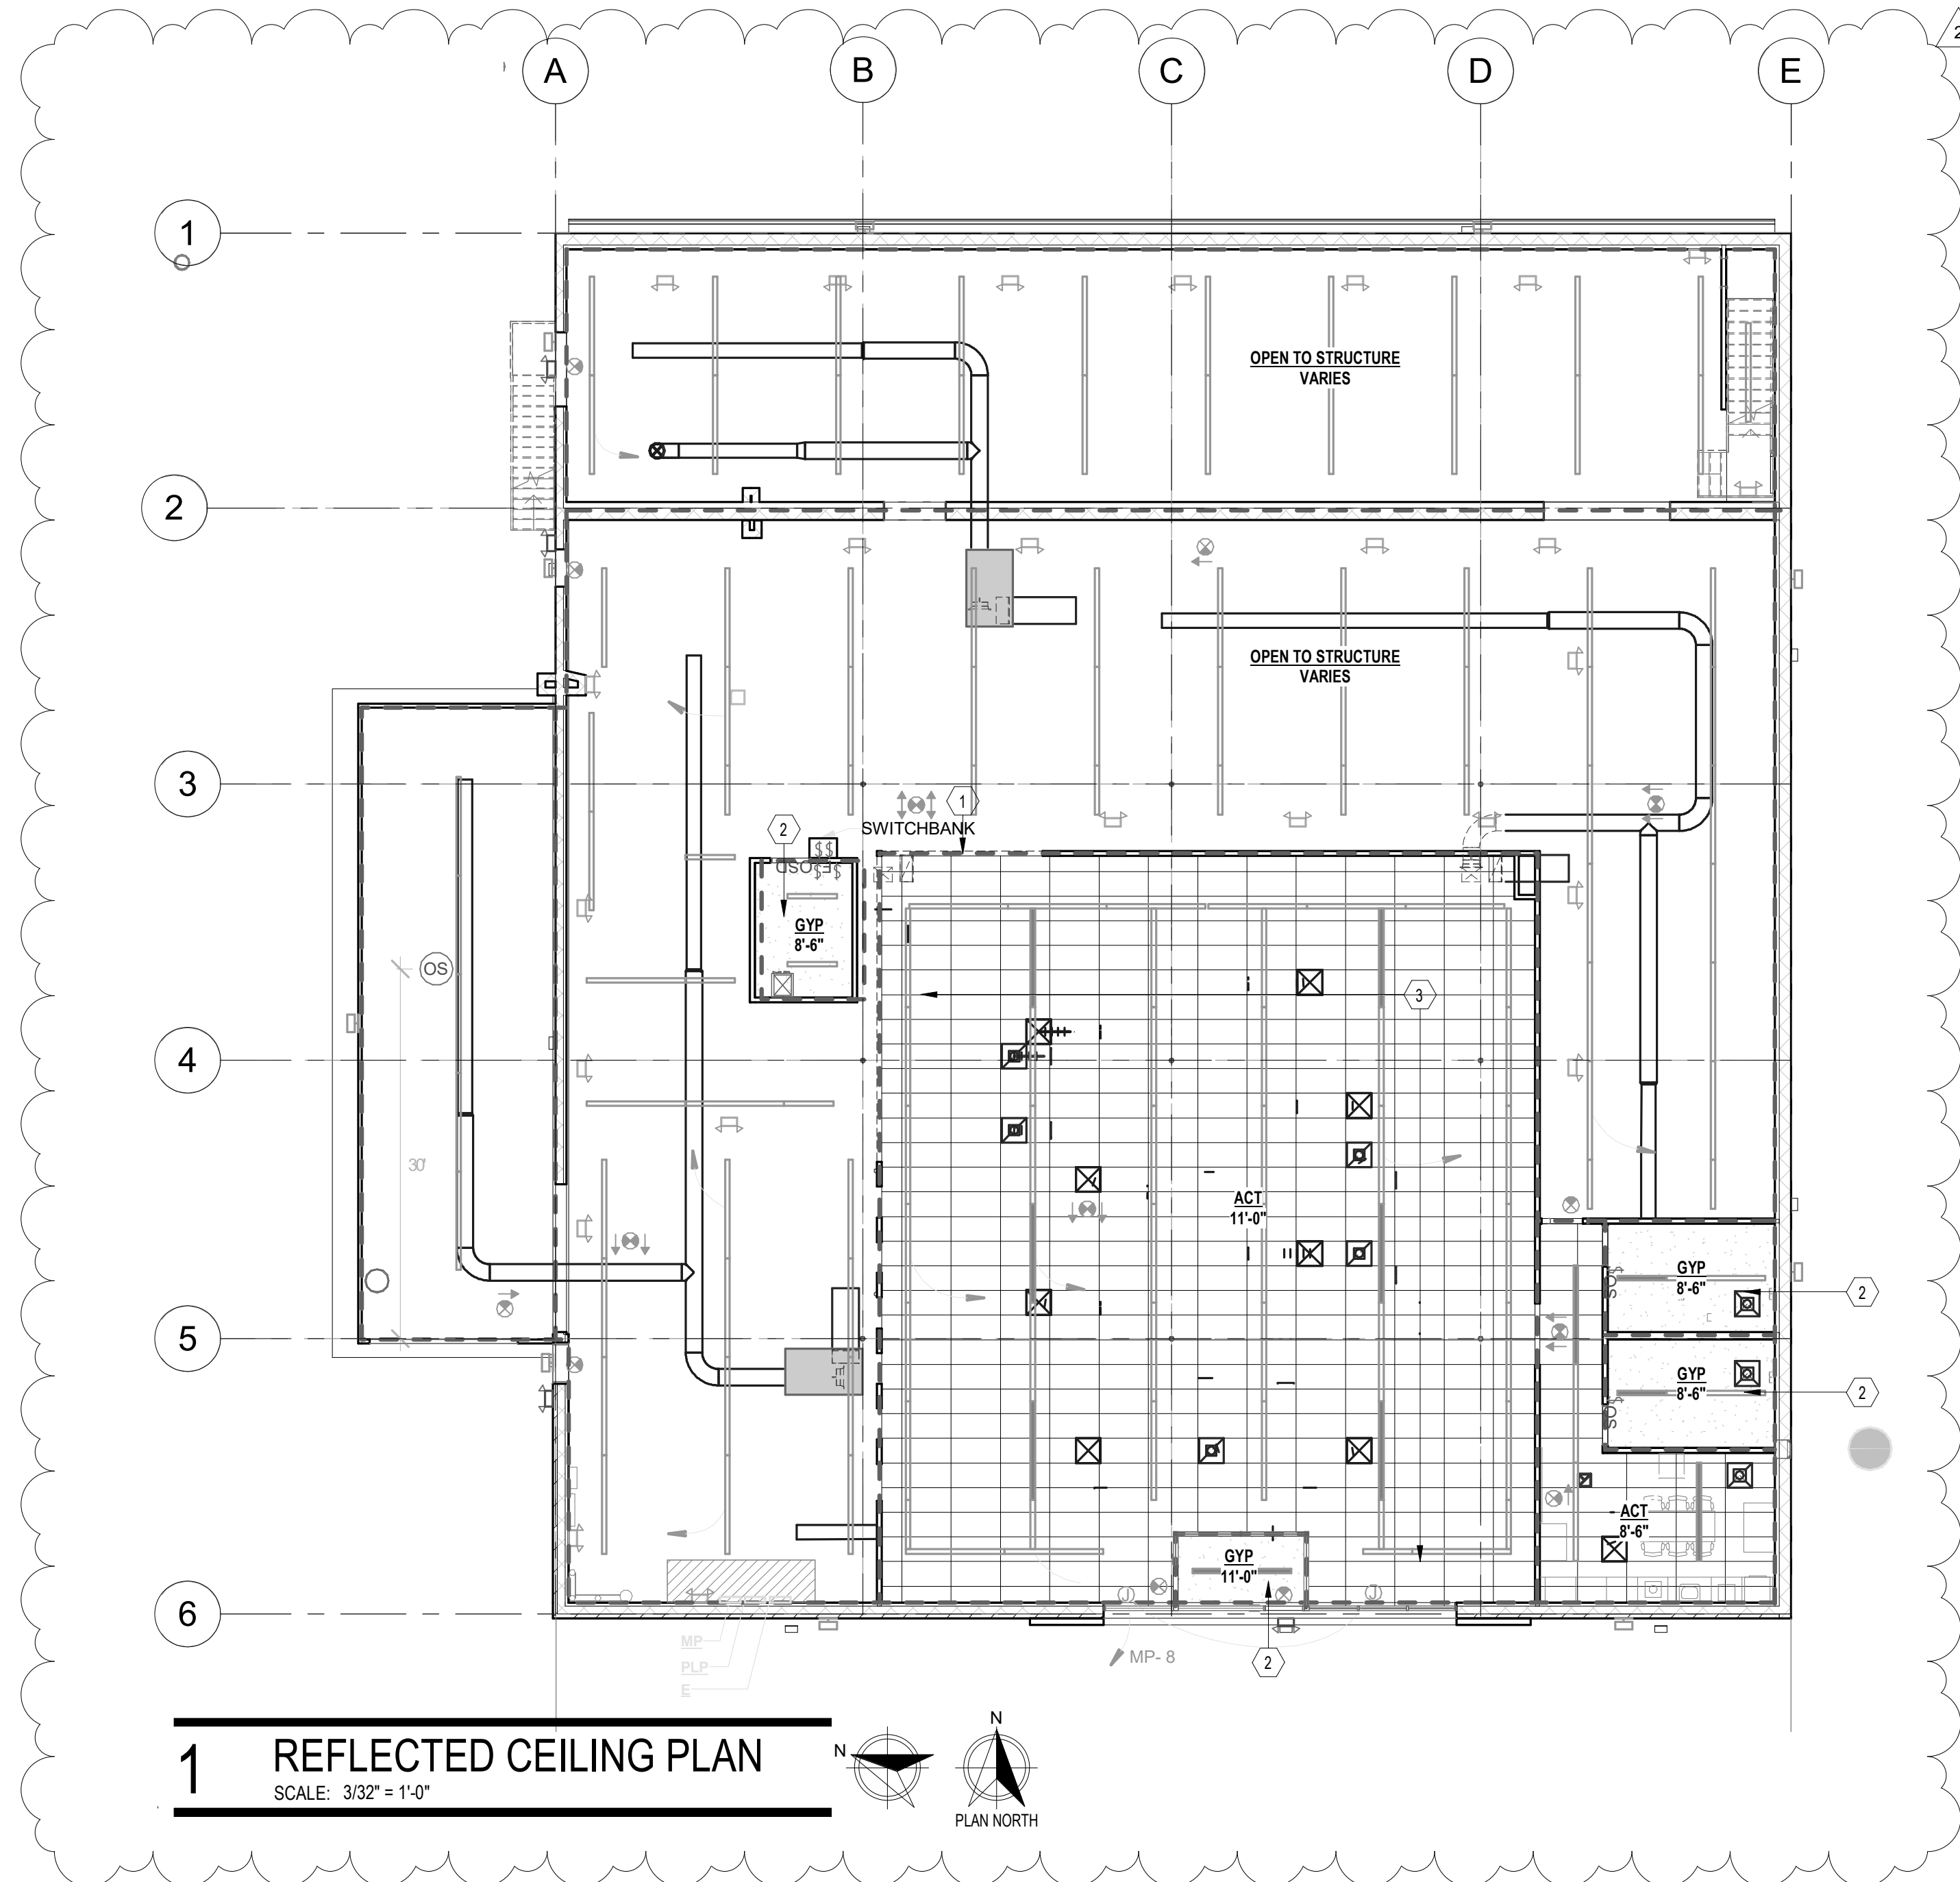 2
A
B
C
D
E
1
OPEN TO STRUCTURE
VARIES
2
OPEN TO STRUCTURE
VARIES
3
1
SWITCHBANK
2
$$
GYP
8'-6"
OS
3
4
30'
ACT
11'-0"
GYP
8'-6"
2
5
GYP
8'-6"
2
ACT
8'-6"
GYP
11'-0"
J
J
6
MP
PLP
E
MP- 8
2
1
REFLECTED CEILING PLAN
SCALE: 3/32" = 1'-0"
N
N
PLAN NORTH